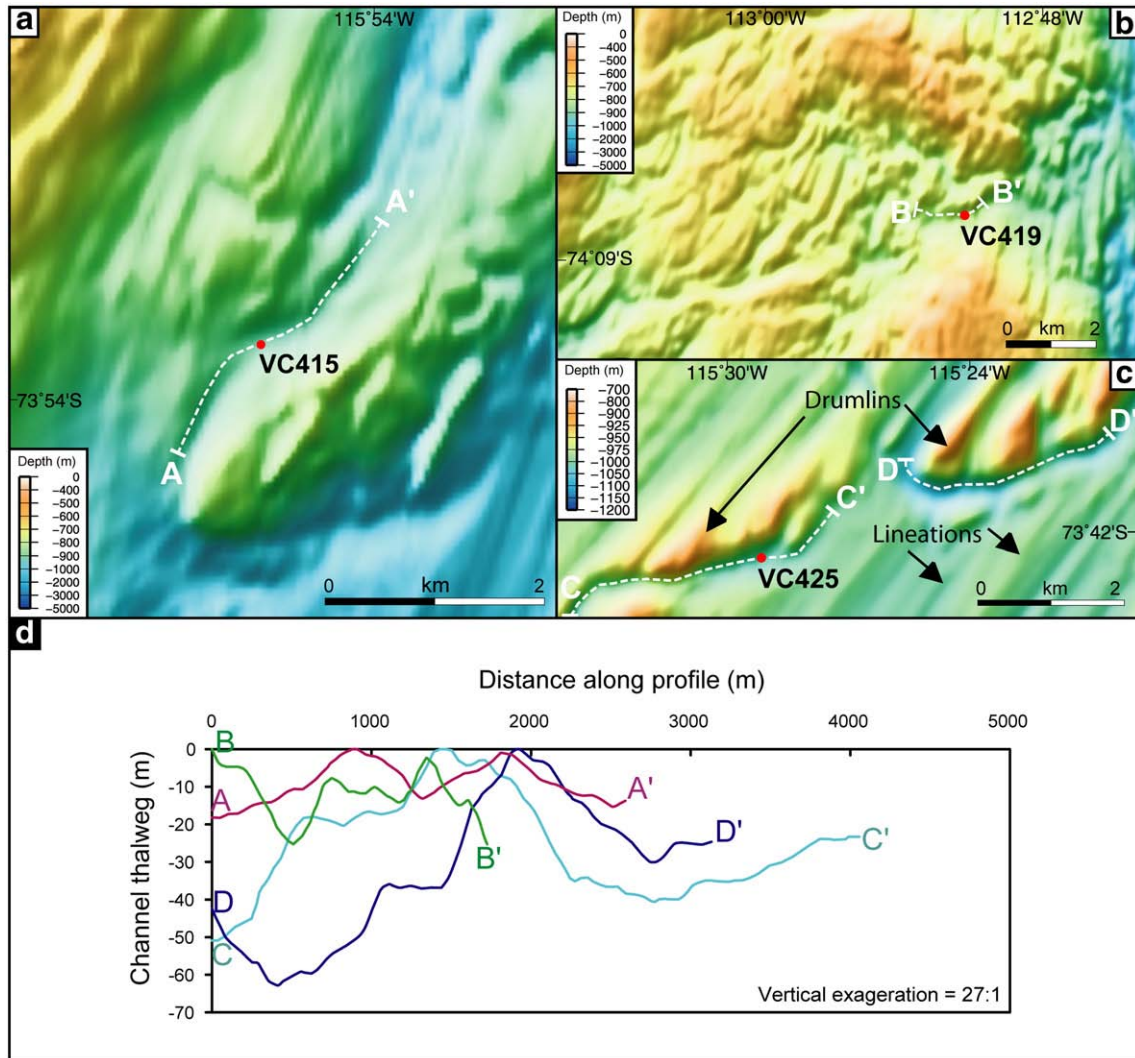 a
115˚54'W
A'
VC415
73˚54'S
A
Depth (m)
0
−400
−600
−700
−800
−900
−1000
−2000
−3000
−5000
0 km 2
b
Depth (m)
0
−400
−500
−600
−700
−800
−900
−1000
−3000
−5000
113˚00'W 112˚48'W
B B'
VC419
74˚09'S
0 km 2
c
Depth (m)
−700
−800
−900
−925
−950
−975
−1000
−1050
−1100
−1150
−1200
115˚30'W 115˚24'W
Drumlins
D'
D
C'
73˚42'S
Lineations
VC425
C
0 km 2
d
Distance along profile (m)
0 1000 2000 3000 4000 5000
Channel thalweg (m)
0
-10
-20
-30
-40
-50
-60
-70
B
A
A'
B'
D'
C'
D
C
Vertical exageration = 27:1